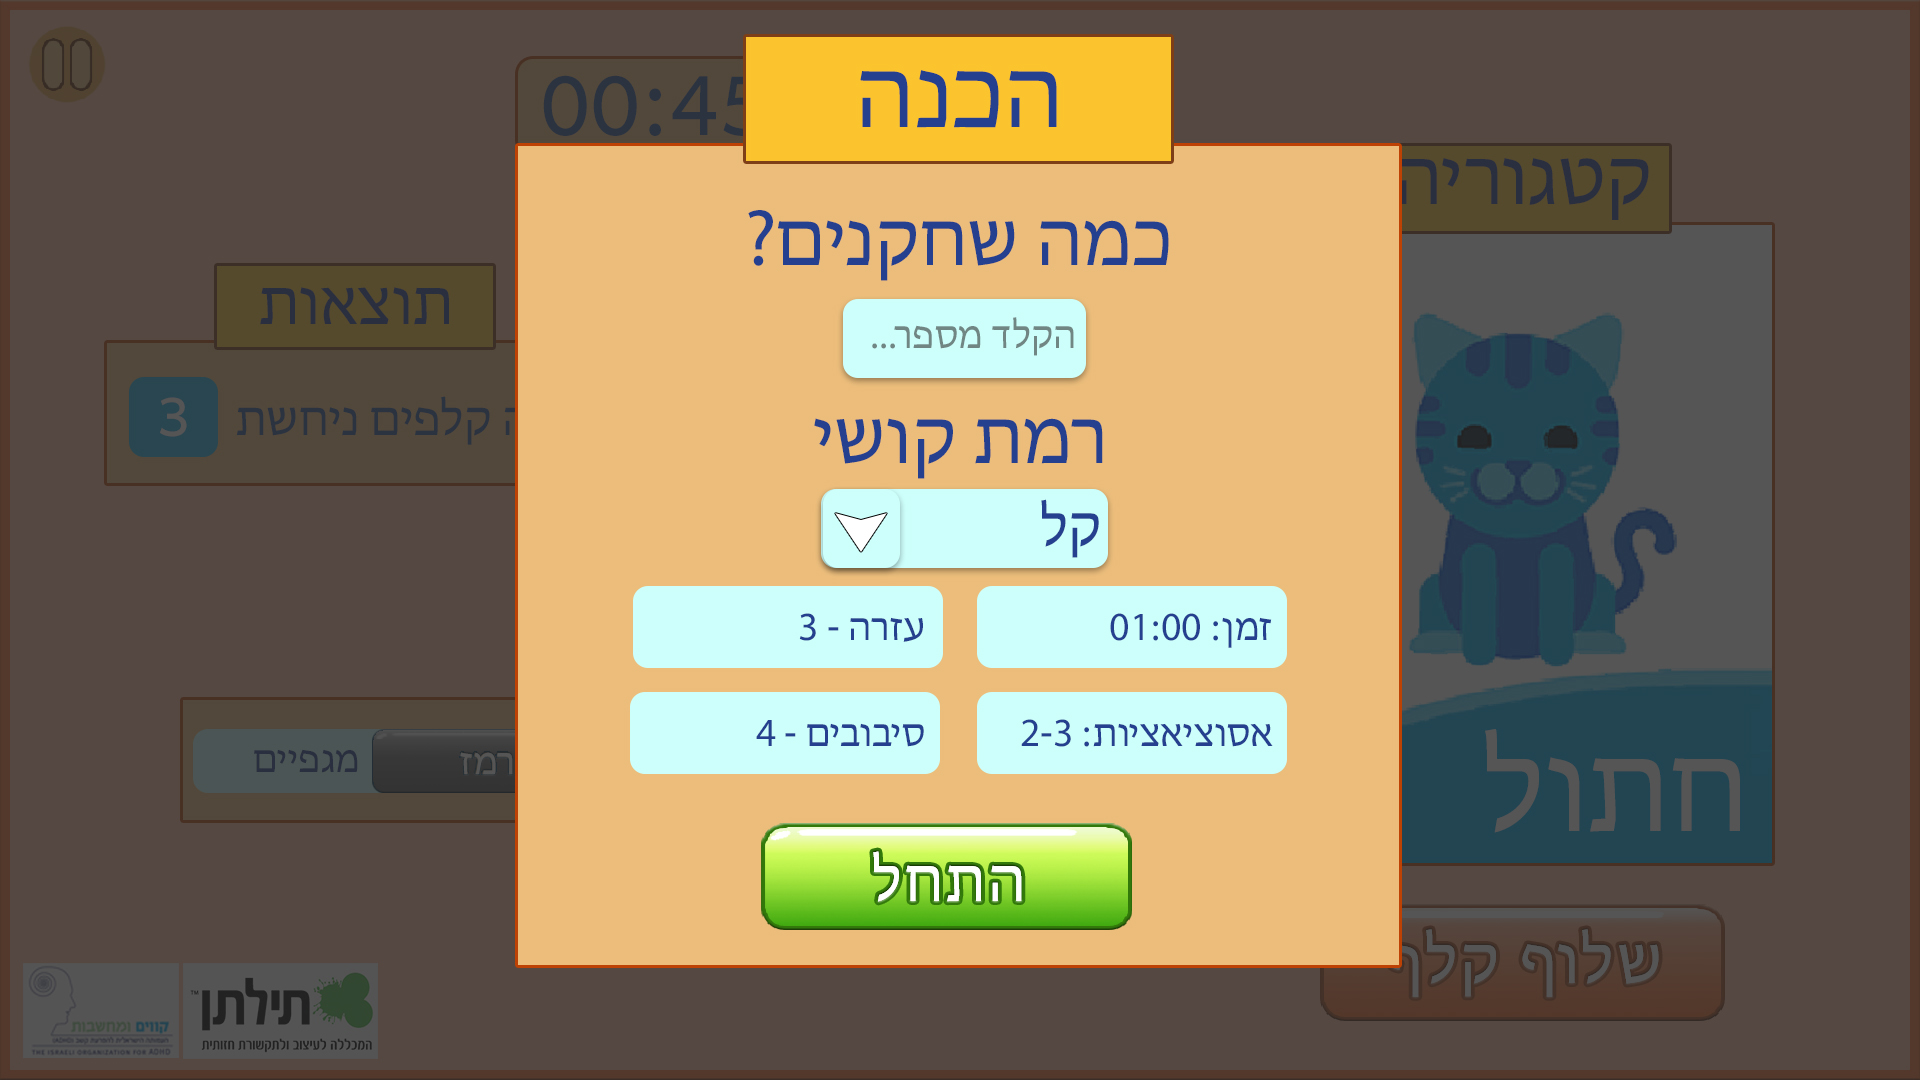 הכנה
כמה שחקנים?
הקלד מספר...
רמת קושי
קל
זמן: 01:00
עזרה - 3
אסוציאציות: 2-3
סיבובים - 4
התחל
00:45
קטגוריה
חתול
שלוף קלף
תוצאות
קלפים ניחשת
3
רמז
מגפיים
תילתן
המכללה לעיצוב ולתקשורת חזותית
קווים ומחשבות
THE ISRAELI ORGANIZATION FOR ADHD